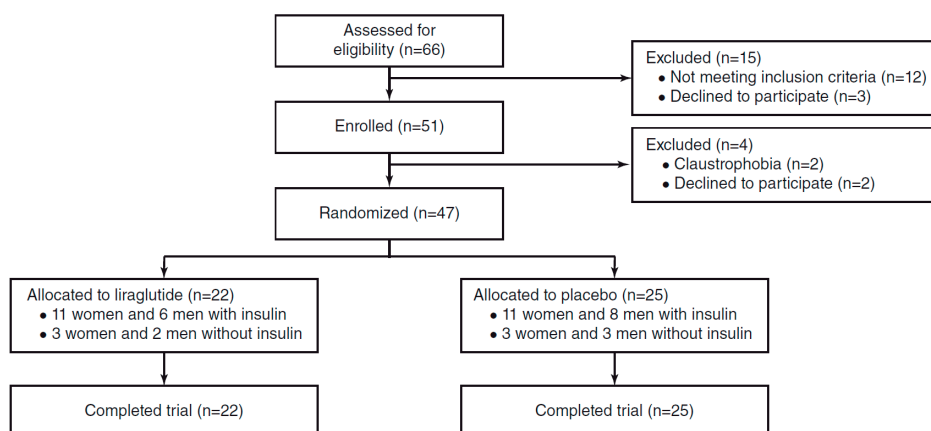 Assessed for
eligibility (n=66)
Excluded (n=15)
• Not meeting inclusion criteria (n=12)
• Declined to participate (n=3)
Enrolled (n=51)
Excluded (n=4)
• Claustrophobia (n=2)
• Declined to participate (n=2)
Randomized (n=47)
Allocated to liraglutide (n=22)
• 11 women and 6 men with insulin
• 3 women and 2 men without insulin
Allocated to placebo (n=25)
• 11 women and 8 men with insulin
• 3 women and 3 men without insulin
Completed trial (n=22)
Completed trial (n=25)